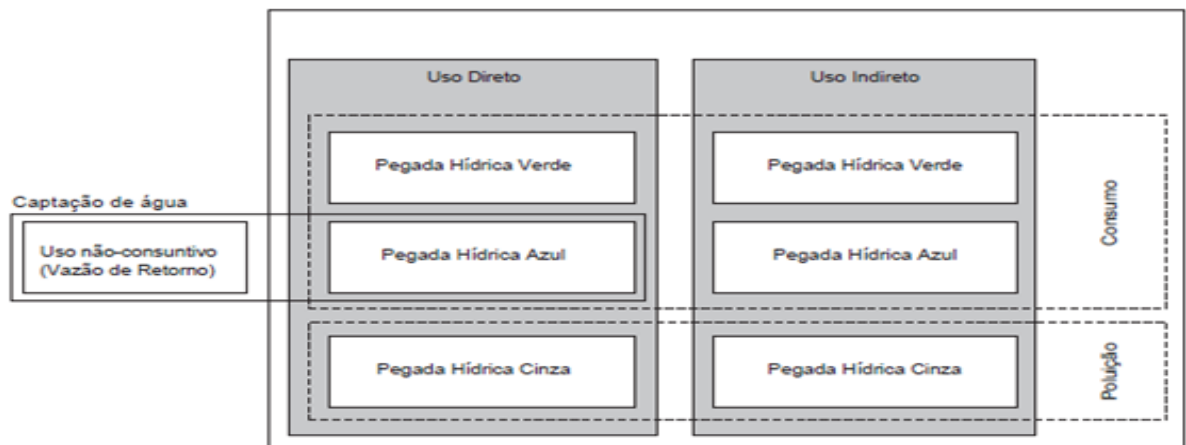 Uso Direto
Uso Indireto
Pegada Hídrica Verde
Pegada Hídrica Verde
Captação de água
Uso não-consuntivo
(Vazão de Retorno)
Pegada Hídrica Azul
Pegada Hídrica Azul
Consumo
Pegada Hídrica Cinza
Pegada Hídrica Cinza
Poluição